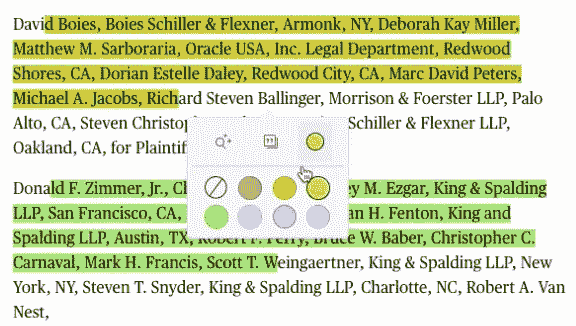 David Boies, Boies Schiller & Flexner, Armonk, NY, Deborah Kay Miller,
Matthew M. Sarboraria, Oracle USA, Inc. Legal Department, Redwood
Shores, CA, Dorian Estelle Daley, Redwood City, CA, Marc David Peters,
Michael A. Jacobs, Richard Steven Ballinger, Morrison & Foerster LLP, Palo
Alto, CA, Steven Schiller & Flexner LLP,
Oakland, CA, for
Donald F. Zimmer, Jr., M. Ezgar, King & Spalding
LLP, San Francisco, CA, H. Fenton, King and
Spalding LLP, Austin, TX, Robert F. Perry, Bruce W. Baber, Christopher C.
Carnaval, Mark H. Francis, Scott T. Weingaertner, King & Spalding LLP, New
York, NY, Steven T. Snyder, King & Spalding LLP, Charlotte, NC, Robert A. Van
Nest,